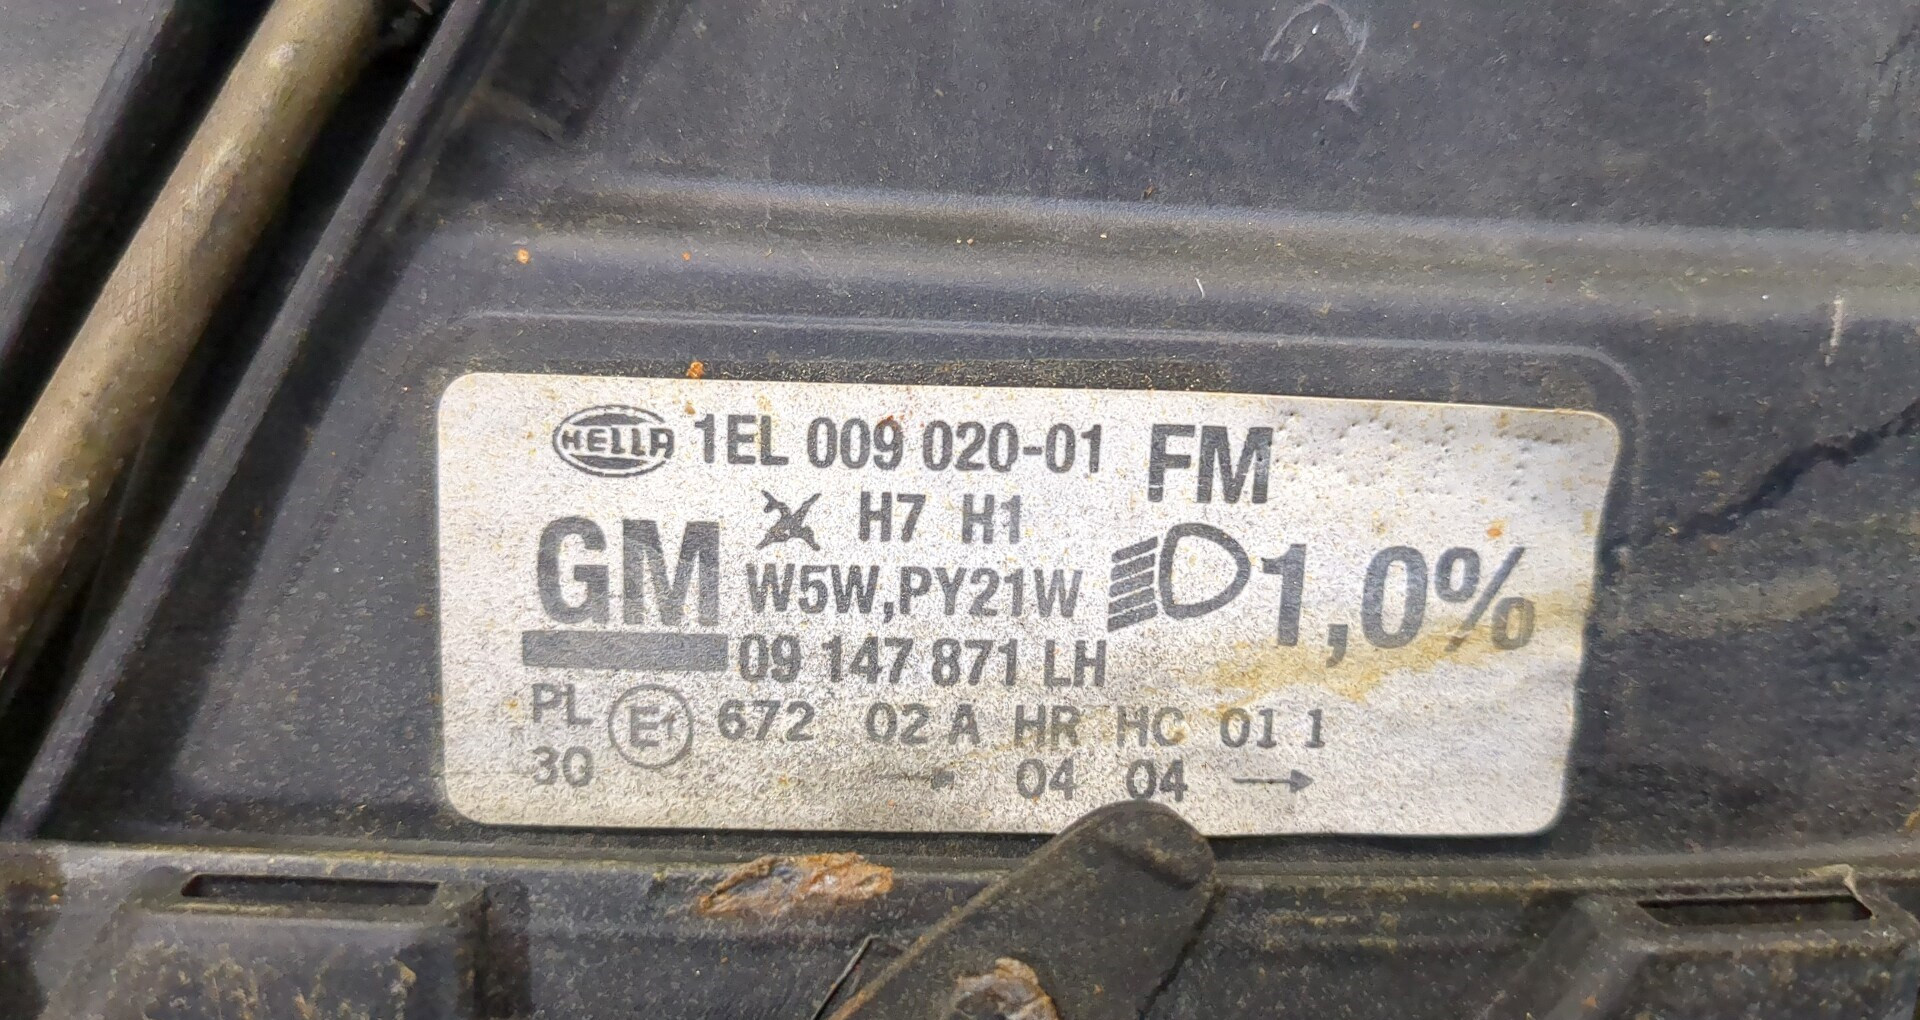 HELLA 1EL 009 020-01 FM
H7 H1
GM W5W,PY21W 1,0%
09 147 871 LH
PL E1 672 02 A HR HC 01 1
30 → 04 04 →